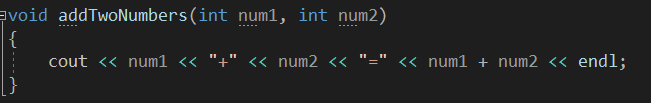 void addTwoNumbers(int num1, int num2)
{
    cout << num1 << "+" << num2 << "=" << num1 + num2 << endl;
}